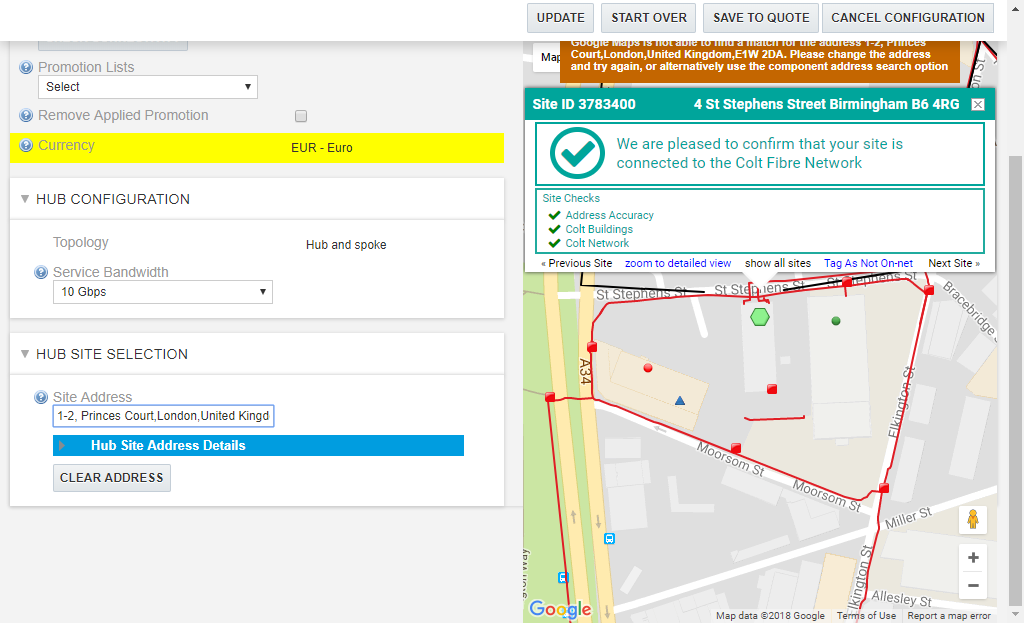 UPDATE
START OVER
SAVE TO QUOTE
CANCEL CONFIGURATION
Promotion Lists
Select
Remove Applied Promotion
Currency
EUR - Euro
HUB CONFIGURATION
Topology
Hub and spoke
Service Bandwidth
10 Gbps
HUB SITE SELECTION
Site Address
1-2, Princes Court,London,United Kingd
Hub Site Address Details
CLEAR ADDRESS
Map
Google Maps is not able to find a match for the address 1-2, Princes
Court,London,United Kingdom,E1W 2DA. Please change the address
and try again, or alternatively use the component address search option
Site ID 3783400
4 St Stephens Street Birmingham B6 4RG
We are pleased to confirm that your site is
connected to the Colt Fibre Network
Site Checks
Address Accuracy
Colt Buildings
Colt Network
« Previous Site
zoom to detailed view
show all sites
Tag As Not On-net
Next Site »
St Stephens St
St Stephens St
St Stephens St
Bracebridge
A34
Elkington St
Moorsom St
Moorsom St
Miller St
Elkington St
Allesley St
Google
Map data ©2018 Google
Terms of Use
Report a map error